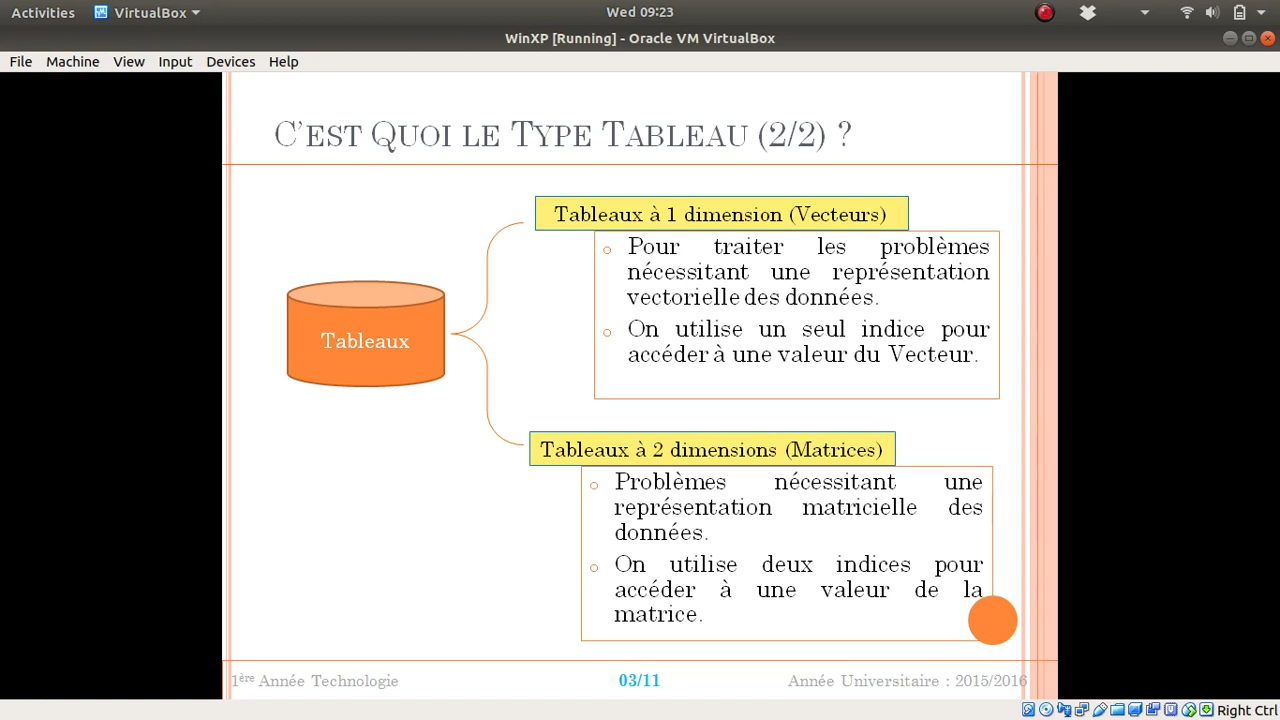 Activities VirtualBox Wed 09:23
WinXP [Running] - Oracle VM VirtualBox
File Machine View Input Devices Help
C'est Quoi le Type Tableau (2/2) ?
Tableaux à 1 dimension (Vecteurs)
Pour traiter les problèmes
nécessitant une représentation
vectorielle des données.
On utilise un seul indice pour
accéder à une valeur du Vecteur.
Tableaux
Tableaux à 2 dimensions (Matrices)
Problèmes nécessitant une
représentation matricielle des
données.
On utilise deux indices pour
accéder à une valeur de la
matrice.
1ère Année Technologie 03/11 Année Universitaire : 2015/2016
Right Ctrl